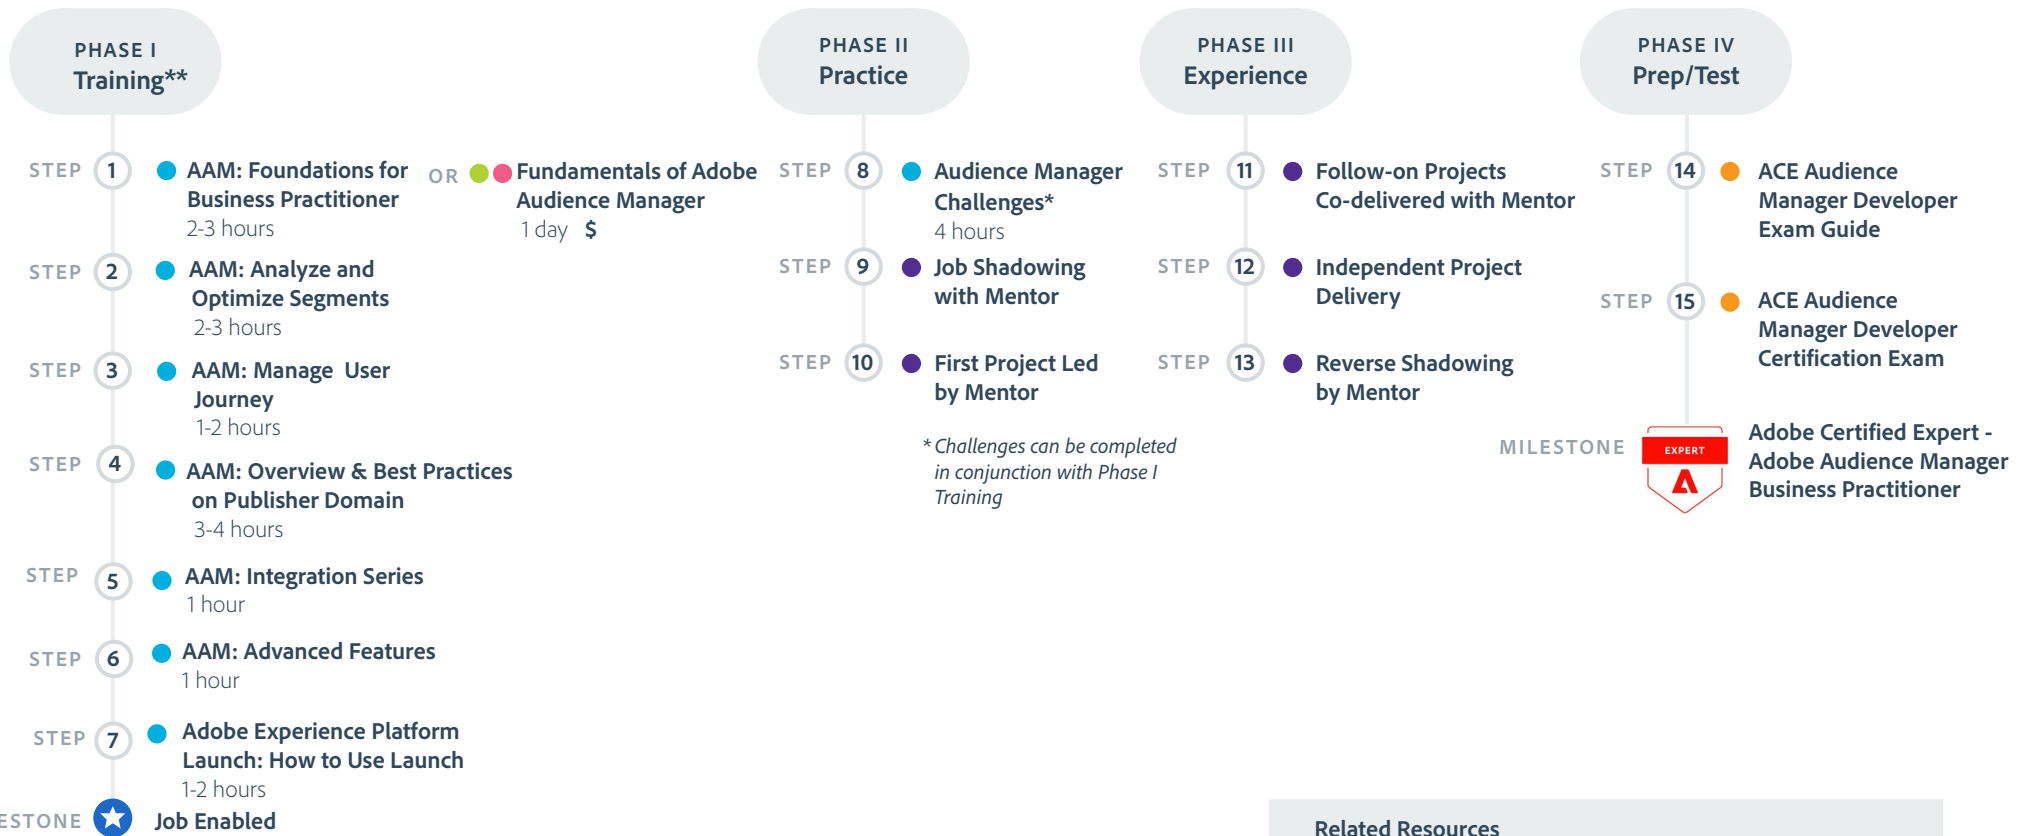 PHASE I
Training**
STEP 1 AAM: Foundations for
Business Practitioner
2-3 hours
OR
Fundamentals of Adobe
Audience Manager
1 day $
STEP 2 AAM: Analyze and
Optimize Segments
2-3 hours
STEP 3 AAM: Manage User
Journey
1-2 hours
STEP 4 AAM: Overview & Best Practices
on Publisher Domain
3-4 hours
STEP 5 AAM: Integration Series
1 hour
STEP 6 AAM: Advanced Features
1 hour
STEP 7 Adobe Experience Platform
Launch: How to Use Launch
1-2 hours
ESTONE Job Enabled
PHASE II
Practice
STEP 8 Audience Manager
Challenges*
4 hours
STEP 9 Job Shadowing
with Mentor
STEP 10 First Project Led
by Mentor
* Challenges can be completed
in conjunction with Phase I
Training
PHASE III
Experience
STEP 11 Follow-on Projects
Co-delivered with Mentor
STEP 12 Independent Project
Delivery
STEP 13 Reverse Shadowing
by Mentor
PHASE IV
Prep/Test
STEP 14 ACE Audience
Manager Developer
Exam Guide
STEP 15 ACE Audience
Manager Developer
Certification Exam
MILESTONE EXPERT Adobe Certified Expert -
Adobe Audience Manager
Business Practitioner
Related Resources